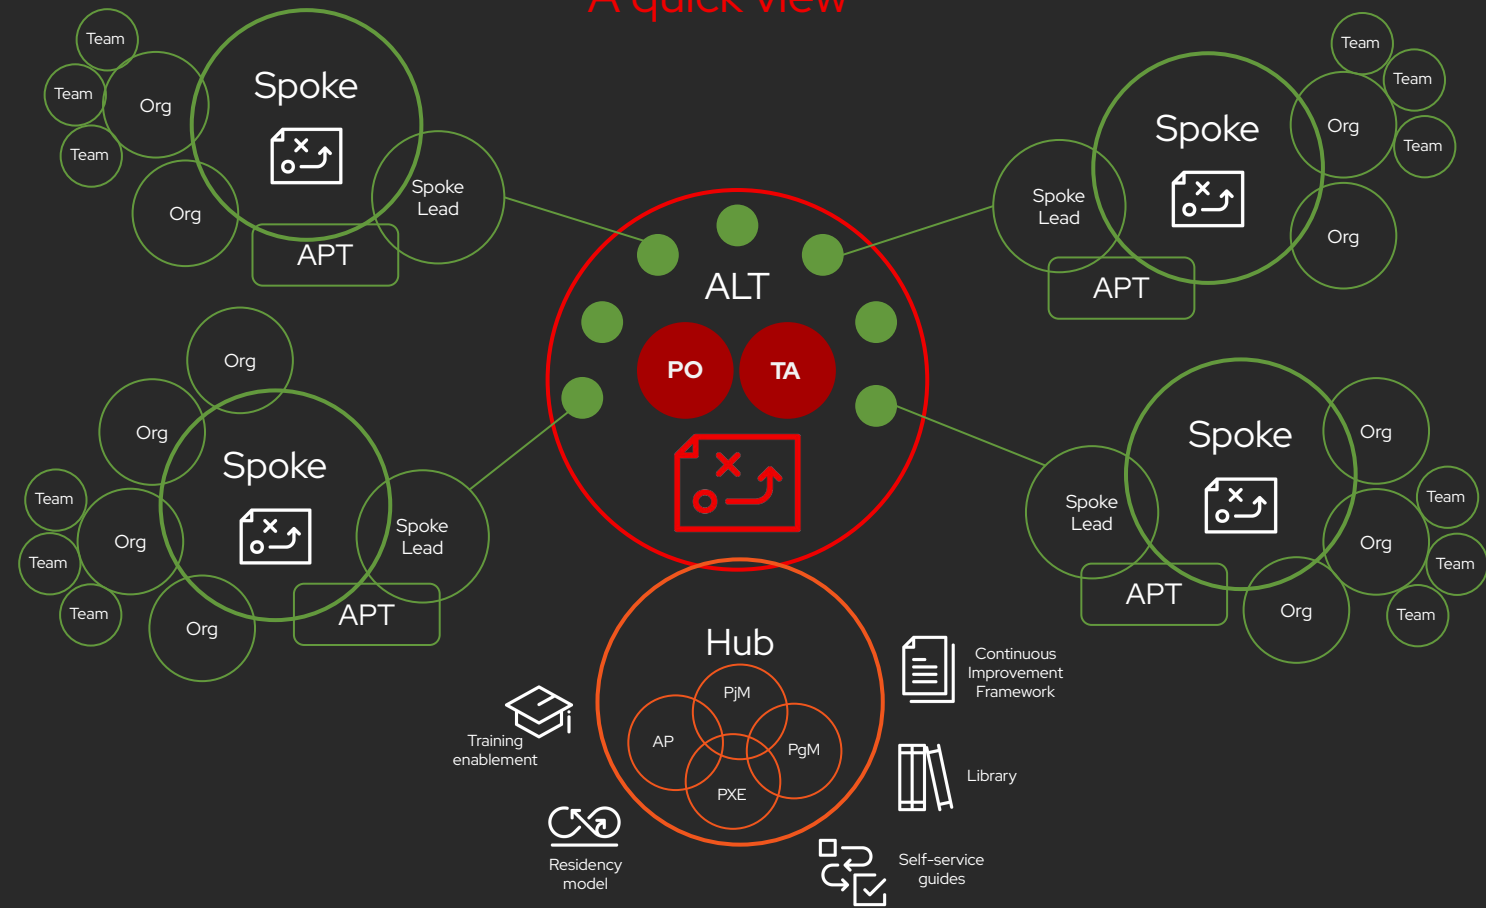 A quick view
Team
Team
Team
Org
Org
Spoke
Spoke
Lead
APT
Team
Team
Team
Org
Org
Spoke
Spoke
Lead
APT
ALT
PO
TA
Org
Org
Org
Org
Team
Team
Team
Spoke
Spoke
Lead
APT
Spoke
Spoke
Lead
APT
Org
Org
Org
Team
Team
Team
Hub
PjM
AP
PgM
PXE
Training
enablement
Residency
model
Continuous
Improvement
Framework
Library
Self-service
guides